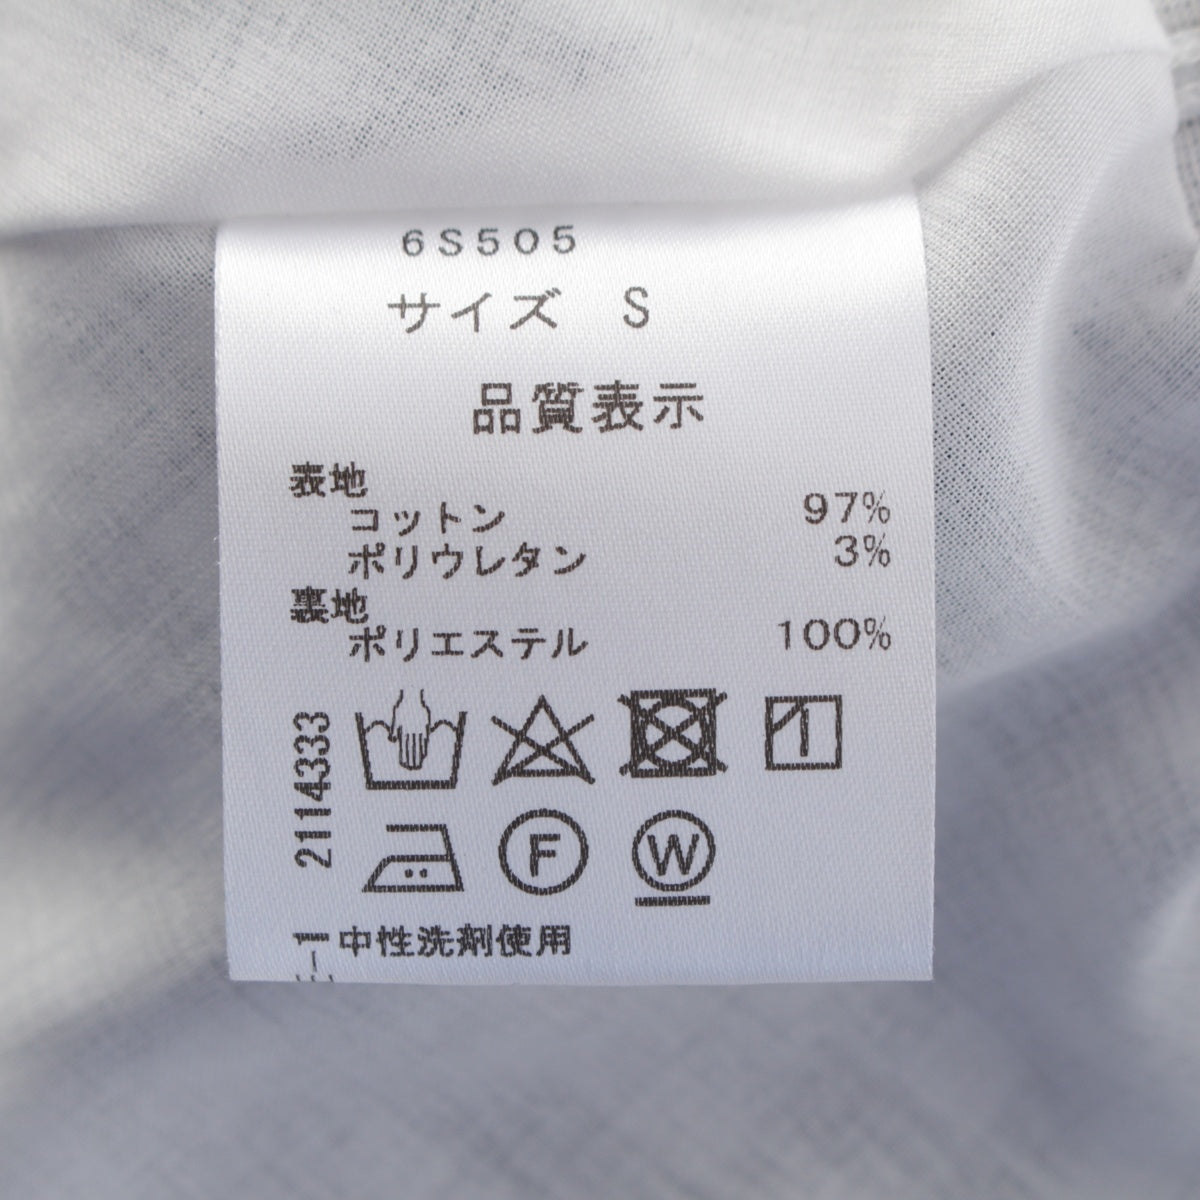 6S505
サイズ S
品質表示
表地
コットン 97%
ポリウレタン 3%
裏地
ポリエステル 100%
2114333
F
W
-1
中性洗剤使用